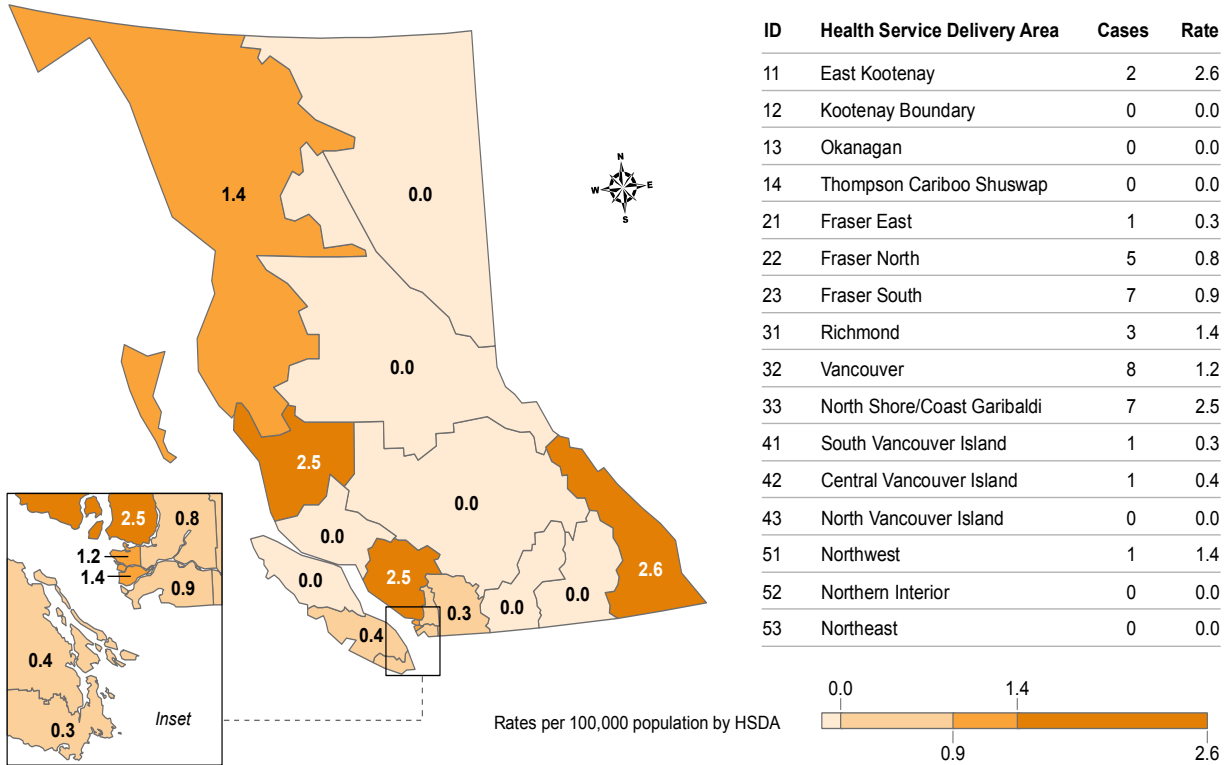 ID Health Service Delivery Area Cases Rate
11 East Kootenay 2 2.6
12 Kootenay Boundary 0 0.0
13 Okanagan 0 0.0
14 Thompson Cariboo Shuswap 0 0.0
21 Fraser East 1 0.3
22 Fraser North 5 0.8
23 Fraser South 7 0.9
31 Richmond 3 1.4
32 Vancouver 8 1.2
33 North Shore/Coast Garibaldi 7 2.5
41 South Vancouver Island 1 0.3
42 Central Vancouver Island 1 0.4
43 North Vancouver Island 0 0.0
51 Northwest 1 1.4
52 Northern Interior 0 0.0
53 Northeast 0 0.0
N
W E
S
1.4
0.0
0.0
2.5
0.0
0.0
0.0
2.5
0.3
0.0
0.0
2.6
0.4
2.5
0.8
1.2
1.4
0.9
0.4
0.3
Inset
Rates per 100,000 population by HSDA
0.0 1.4
0.9 2.6